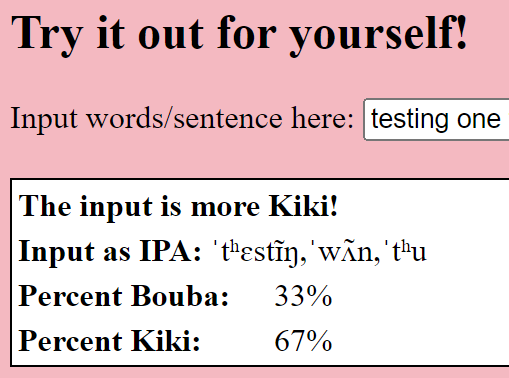 Try it out for yourself!
Input words/sentence here: testing one
The input is more Kiki!
Input as IPA: ˈtʰɛstĩŋ,ˈwʌ̃n,ˈtʰu
Percent Bouba: 33%
Percent Kiki: 67%